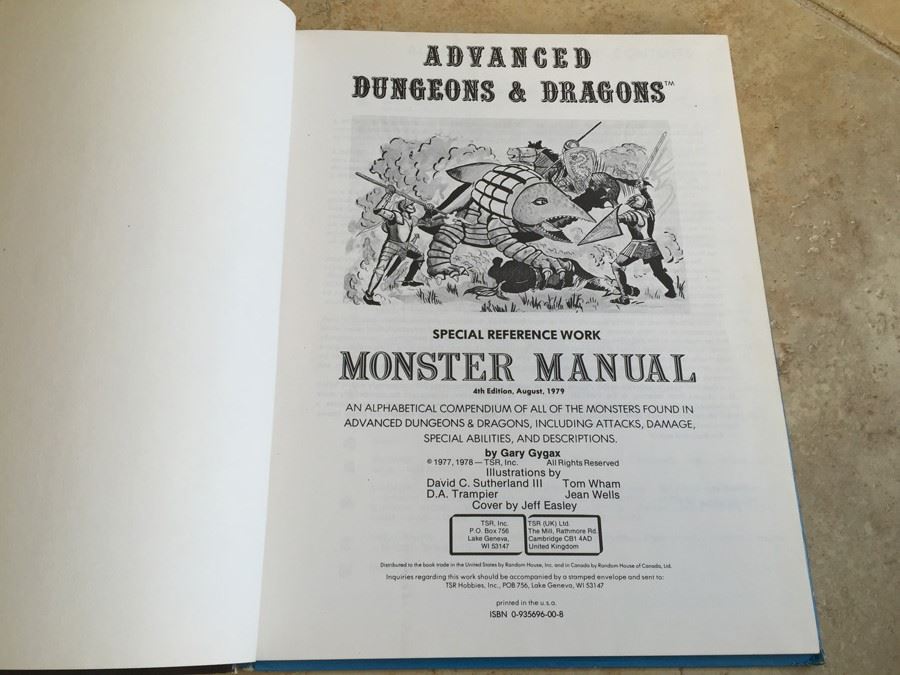 ADVANCED
DUNGEONS & DRAGONS™
SPECIAL REFERENCE WORK
MONSTER MANUAL
4th Edition, August, 1979
AN ALPHABETICAL COMPENDIUM OF ALL OF THE MONSTERS FOUND IN
ADVANCED DUNGEONS & DRAGONS, INCLUDING ATTACKS, DAMAGE,
SPECIAL ABILITIES, AND DESCRIPTIONS.
by Gary Gygax
© 1977, 1978 — TSR, Inc. All Rights Reserved
Illustrations by
David C. Sutherland III Tom Wham
D.A. Trampier Jean Wells
Cover by Jeff Easley
TSR, Inc.
P.O. Box 756
Lake Geneva,
WI 53147
TSR (UK) Ltd.
The Mill, Rathmore Rd.
Cambridge CB1 4AD
United Kingdom
Distributed to the book trade in the United States by Random House, Inc. and in Canada by Random House of Canada, Ltd.
Inquiries regarding this work should be accompanied by a stamped envelope and sent to:
TSR Hobbies, Inc., POB 756, Lake Geneva, WI 53147
printed in the u.s.a.
ISBN 0-935696-00-8